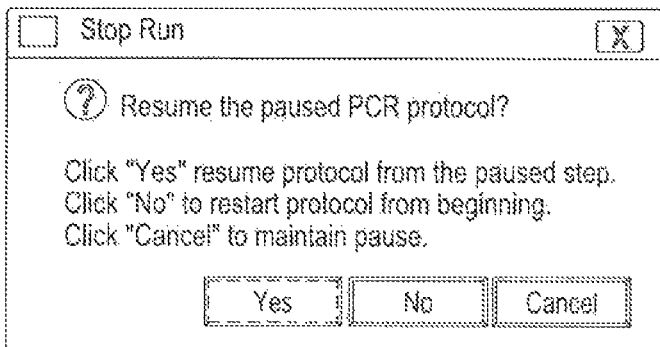 Stop Run
X
? Resume the paused PCR protocol?
Click "Yes" resume protocol from the paused step.
Click "No" to restart protocol from beginning.
Click "Cancel" to maintain pause.
Yes No Cancel